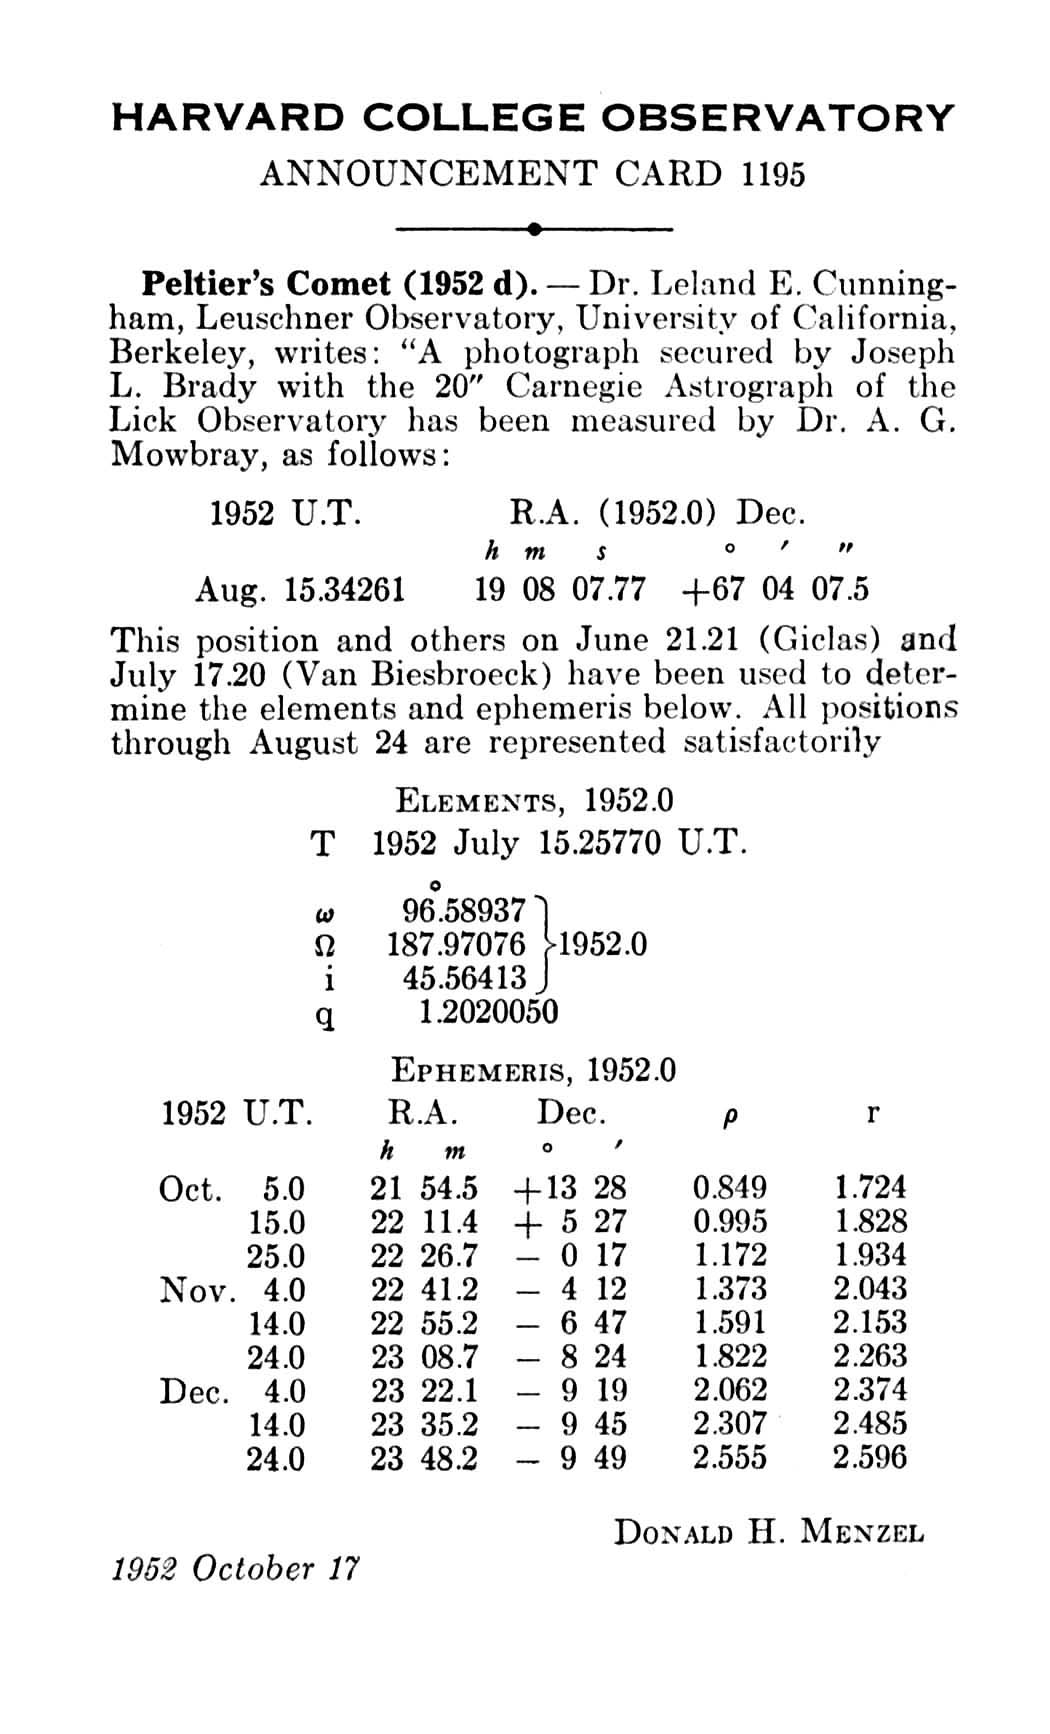 HARVARD COLLEGE OBSERVATORY
ANNOUNCEMENT CARD 1195
Peltier's Comet (1952 d). — Dr. Leland E. Cunning-
ham, Leuschner Observatory, University of California,
Berkeley, writes: "A photograph secured by Joseph
L. Brady with the 20″ Carnegie Astrograph of the
Lick Observatory has been measured by Dr. A. G.
Mowbray, as follows:
1952 U.T. R.A. (1952.0) Dec.
h m s ° ′ ″
Aug. 15.34261 19 08 07.77 +67 04 07.5
This position and others on June 21.21 (Giclas) and
July 17.20 (Van Biesbroeck) have been used to deter-
mine the elements and ephemeris below. All positions
through August 24 are represented satisfactorily
ELEMENTS, 1952.0
T 1952 July 15.25770 U.T.
°
ω 96.58937
Ω 187.97076 }1952.0
i 45.56413
q 1.2020050
EPHEMERIS, 1952.0
1952 U.T. R.A. Dec. ρ r
h m ° ′
Oct. 5.0 21 54.5 +13 28 0.849 1.724
15.0 22 11.4 + 5 27 0.995 1.828
25.0 22 26.7 − 0 17 1.172 1.934
Nov. 4.0 22 41.2 − 4 12 1.373 2.043
14.0 22 55.2 − 6 47 1.591 2.153
24.0 23 08.7 − 8 24 1.822 2.263
Dec. 4.0 23 22.1 − 9 19 2.062 2.374
14.0 23 35.2 − 9 45 2.307 2.485
24.0 23 48.2 − 9 49 2.555 2.596
DONALD H. MENZEL
1952 October 17